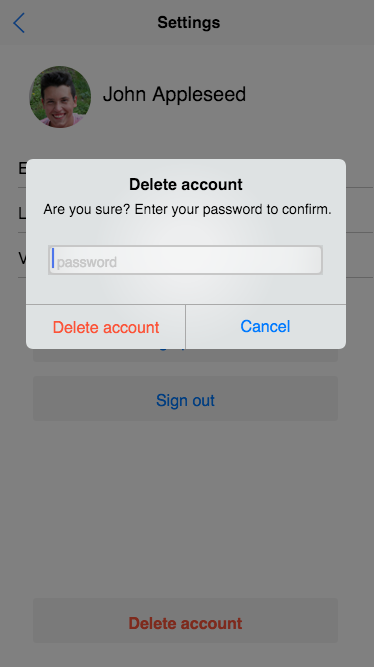 Settings
John Appleseed
E
Delete account
Are you sure? Enter your password to confirm.
L
V
password
Delete account
Cancel
Sign out
Delete account